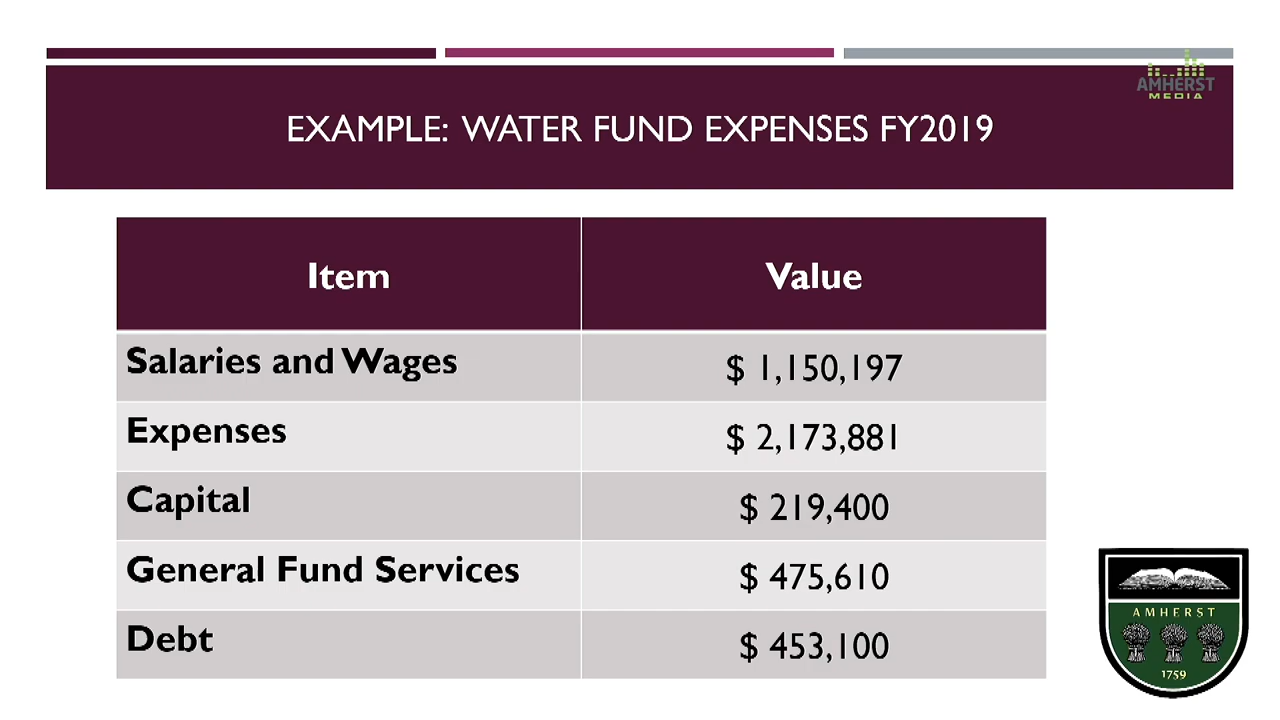 AMHERST
MEDIA
EXAMPLE: WATER FUND EXPENSES FY2019
Item Value
Salaries and Wages $ 1,150,197
Expenses $ 2,173,881
Capital $ 219,400
General Fund Services $ 475,610
Debt $ 453,100
AMHERST
1759